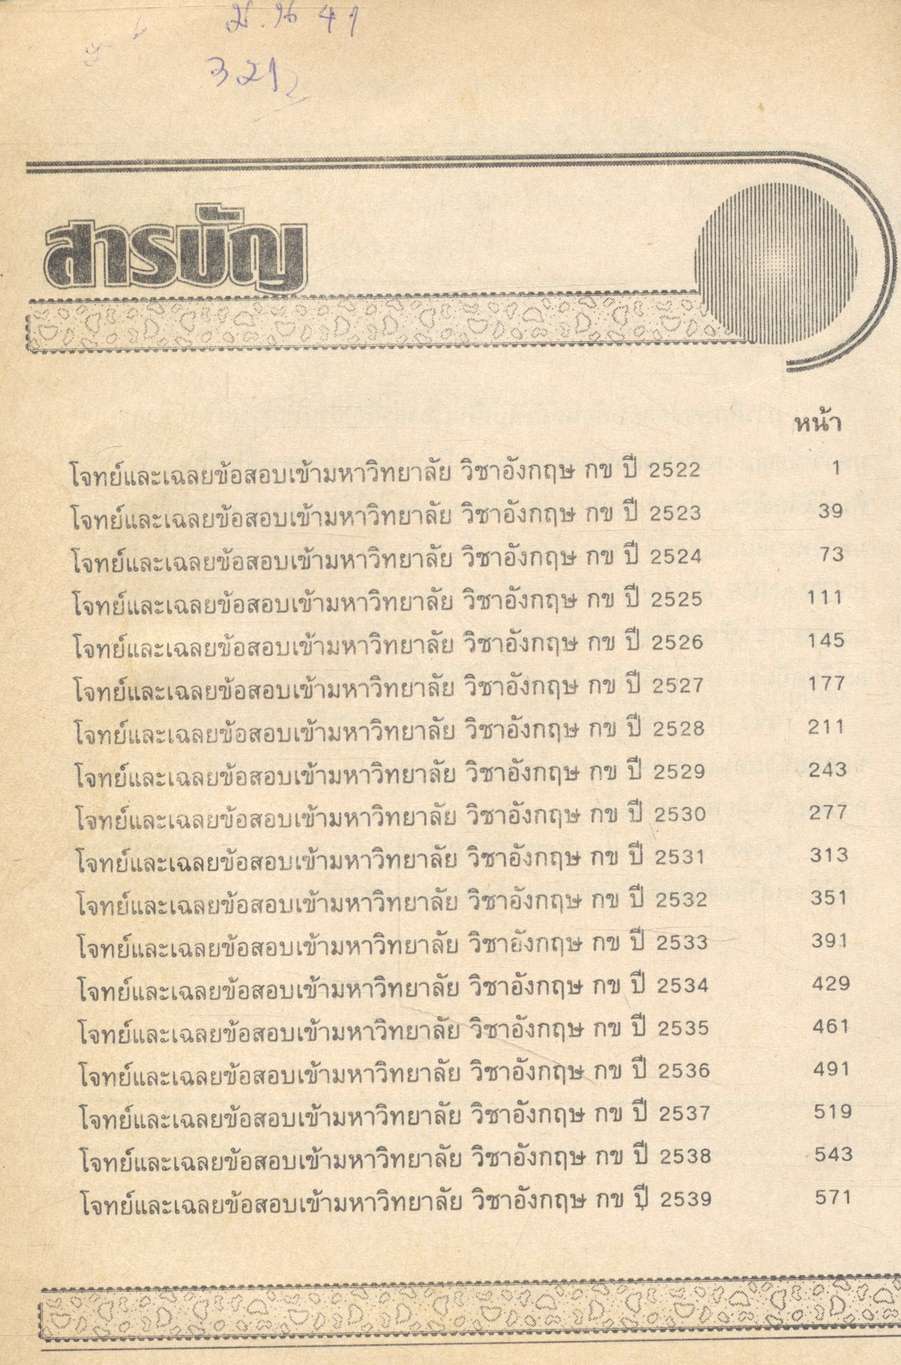 ม.น 41
321
สารบัญ
หน้า
โจทย์และเฉลยข้อสอบเข้ามหาวิทยาลัย วิชาอังกฤษ กข ปี 2522 1
โจทย์และเฉลยข้อสอบเข้ามหาวิทยาลัย วิชาอังกฤษ กข ปี 2523 39
โจทย์และเฉลยข้อสอบเข้ามหาวิทยาลัย วิชาอังกฤษ กข ปี 2524 73
โจทย์และเฉลยข้อสอบเข้ามหาวิทยาลัย วิชาอังกฤษ กข ปี 2525 111
โจทย์และเฉลยข้อสอบเข้ามหาวิทยาลัย วิชาอังกฤษ กข ปี 2526 145
โจทย์และเฉลยข้อสอบเข้ามหาวิทยาลัย วิชาอังกฤษ กข ปี 2527 177
โจทย์และเฉลยข้อสอบเข้ามหาวิทยาลัย วิชาอังกฤษ กข ปี 2528 211
โจทย์และเฉลยข้อสอบเข้ามหาวิทยาลัย วิชาอังกฤษ กข ปี 2529 243
โจทย์และเฉลยข้อสอบเข้ามหาวิทยาลัย วิชาอังกฤษ กข ปี 2530 277
โจทย์และเฉลยข้อสอบเข้ามหาวิทยาลัย วิชาอังกฤษ กข ปี 2531 313
โจทย์และเฉลยข้อสอบเข้ามหาวิทยาลัย วิชาอังกฤษ กข ปี 2532 351
โจทย์และเฉลยข้อสอบเข้ามหาวิทยาลัย วิชาอังกฤษ กข ปี 2533 391
โจทย์และเฉลยข้อสอบเข้ามหาวิทยาลัย วิชาอังกฤษ กข ปี 2534 429
โจทย์และเฉลยข้อสอบเข้ามหาวิทยาลัย วิชาอังกฤษ กข ปี 2535 461
โจทย์และเฉลยข้อสอบเข้ามหาวิทยาลัย วิชาอังกฤษ กข ปี 2536 491
โจทย์และเฉลยข้อสอบเข้ามหาวิทยาลัย วิชาอังกฤษ กข ปี 2537 519
โจทย์และเฉลยข้อสอบเข้ามหาวิทยาลัย วิชาอังกฤษ กข ปี 2538 543
โจทย์และเฉลยข้อสอบเข้ามหาวิทยาลัย วิชาอังกฤษ กข ปี 2539 571